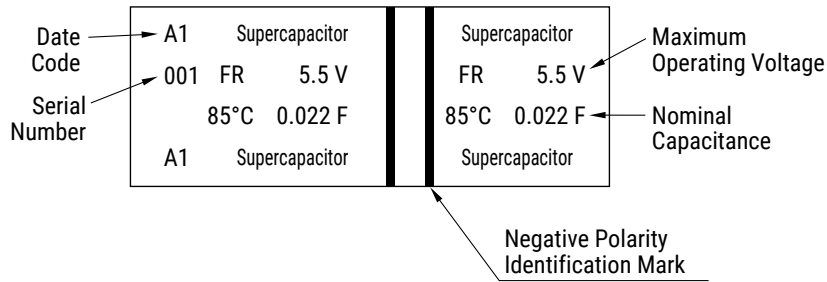 Date
Code
Serial
Number
A1 Supercapacitor
001 FR 5.5 V
85°C 0.022 F
A1 Supercapacitor
Supercapacitor
FR 5.5 V
85°C 0.022 F
Supercapacitor
Maximum
Operating Voltage
Nominal
Capacitance
Negative Polarity
Identification Mark